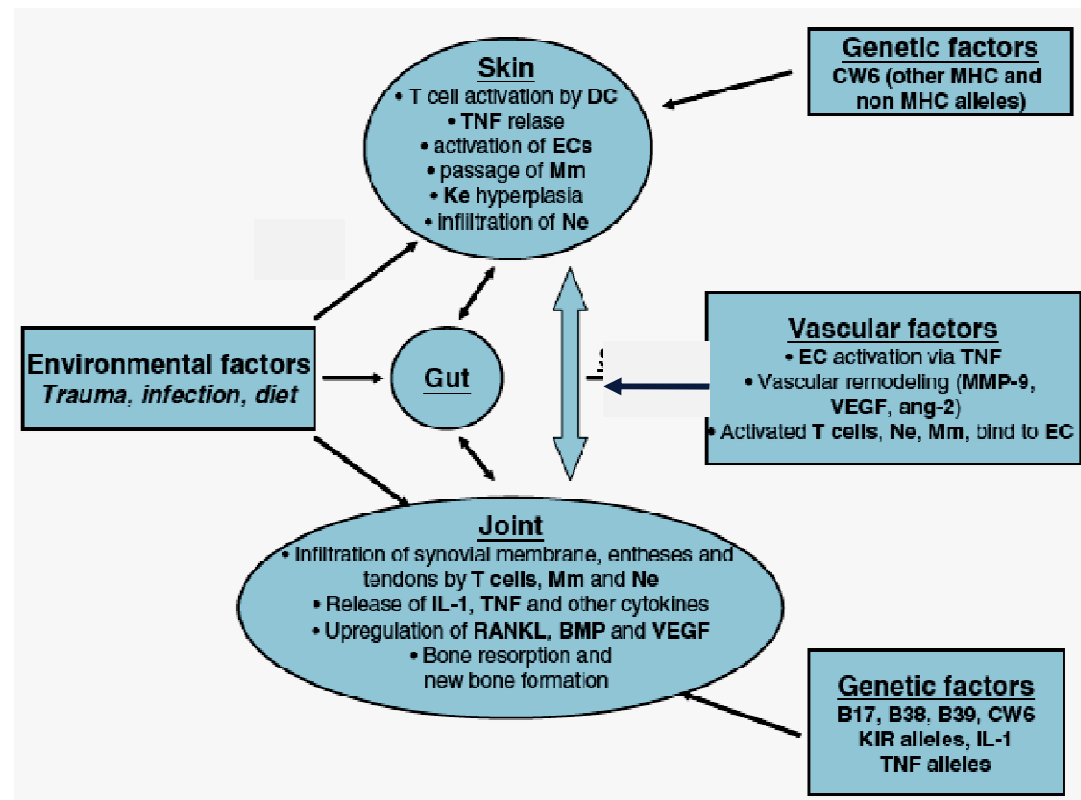 Skin
• T cell activation by DC
• TNF relase
• activation of ECs
• passage of Mm
• Ke hyperplasia
• infiltration of Ne
Genetic factors
CW6 (other MHC and
non MHC alleles)
Environmental factors
Trauma, infection, diet
Gut
Vascular factors
• EC activation via TNF
• Vascular remodeling (MMP-9,
VEGF, ang-2)
• Activated T cells, Ne, Mm, bind to EC
Joint
• Infiltration of synovial membrane, entheses and
tendons by T cells, Mm and Ne
• Release of IL-1, TNF and other cytokines
• Upregulation of RANKL, BMP and VEGF
• Bone resorption and
new bone formation
Genetic factors
B17, B38, B39, CW6
KIR alleles, IL-1
TNF alleles